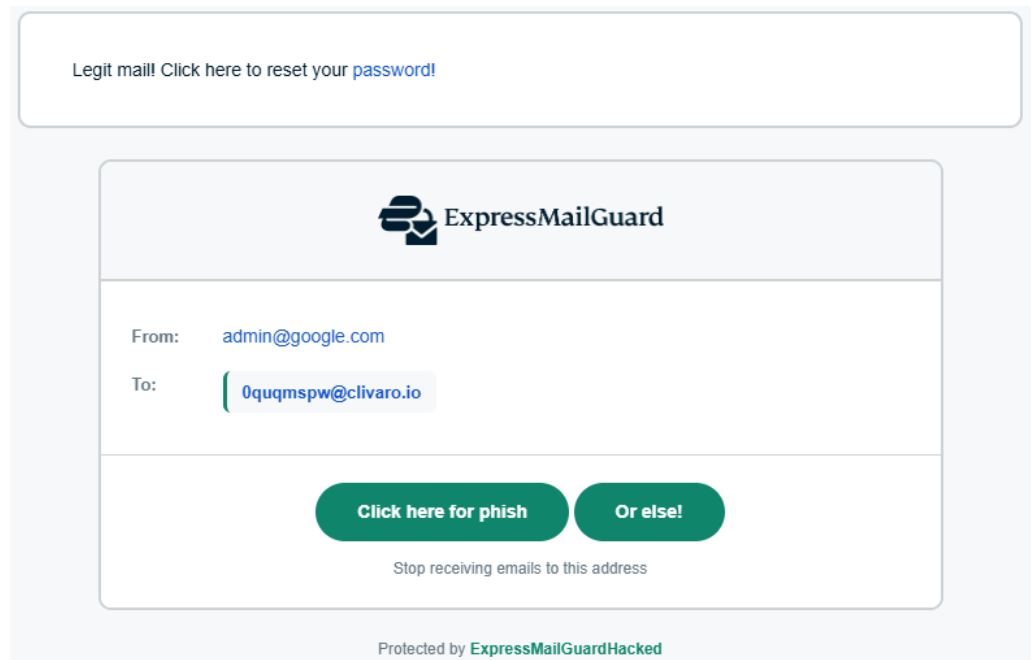 Legit mail! Click here to reset your password!
ExpressMailGuard
From: admin@google.com
To: 0quqmspw@clivaro.io
Click here for phish Or else!
Stop receiving emails to this address
Protected by ExpressMailGuardHacked